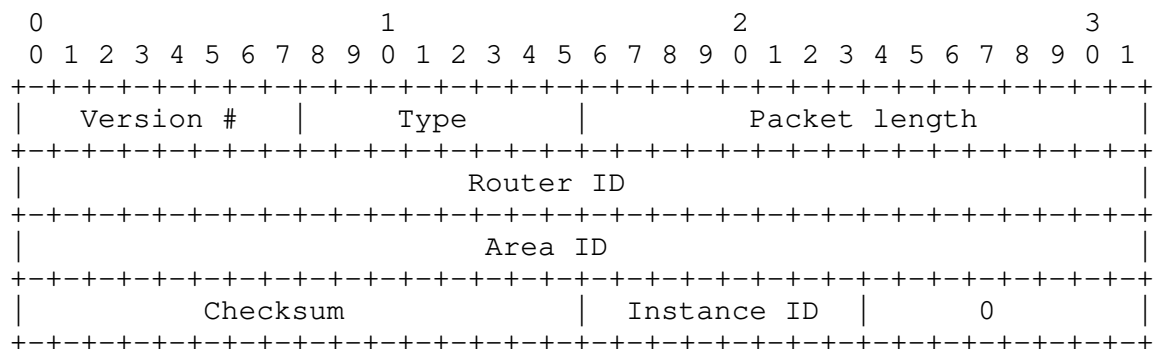 0                   1                   2                   3
 0 1 2 3 4 5 6 7 8 9 0 1 2 3 4 5 6 7 8 9 0 1 2 3 4 5 6 7 8 9 0 1
+-+-+-+-+-+-+-+-+-+-+-+-+-+-+-+-+-+-+-+-+-+-+-+-+-+-+-+-+-+-+-+-+
|   Version #   |     Type      |         Packet length         |
+-+-+-+-+-+-+-+-+-+-+-+-+-+-+-+-+-+-+-+-+-+-+-+-+-+-+-+-+-+-+-+-+
|                         Router ID                             |
+-+-+-+-+-+-+-+-+-+-+-+-+-+-+-+-+-+-+-+-+-+-+-+-+-+-+-+-+-+-+-+-+
|                          Area ID                              |
+-+-+-+-+-+-+-+-+-+-+-+-+-+-+-+-+-+-+-+-+-+-+-+-+-+-+-+-+-+-+-+-+
|          Checksum             |  Instance ID  |      0        |
+-+-+-+-+-+-+-+-+-+-+-+-+-+-+-+-+-+-+-+-+-+-+-+-+-+-+-+-+-+-+-+-+